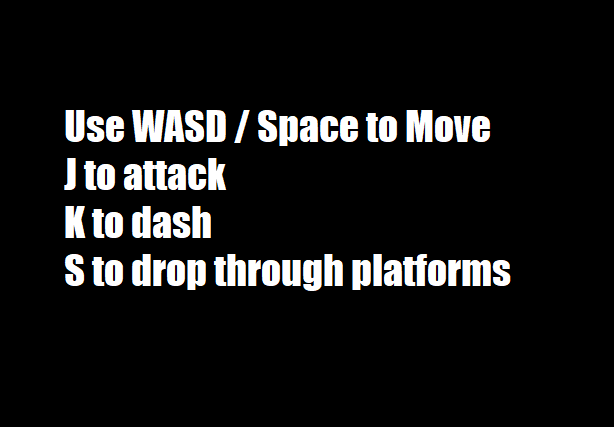 Use WASD / Space to Move
J to attack
K to dash
S to drop through platforms